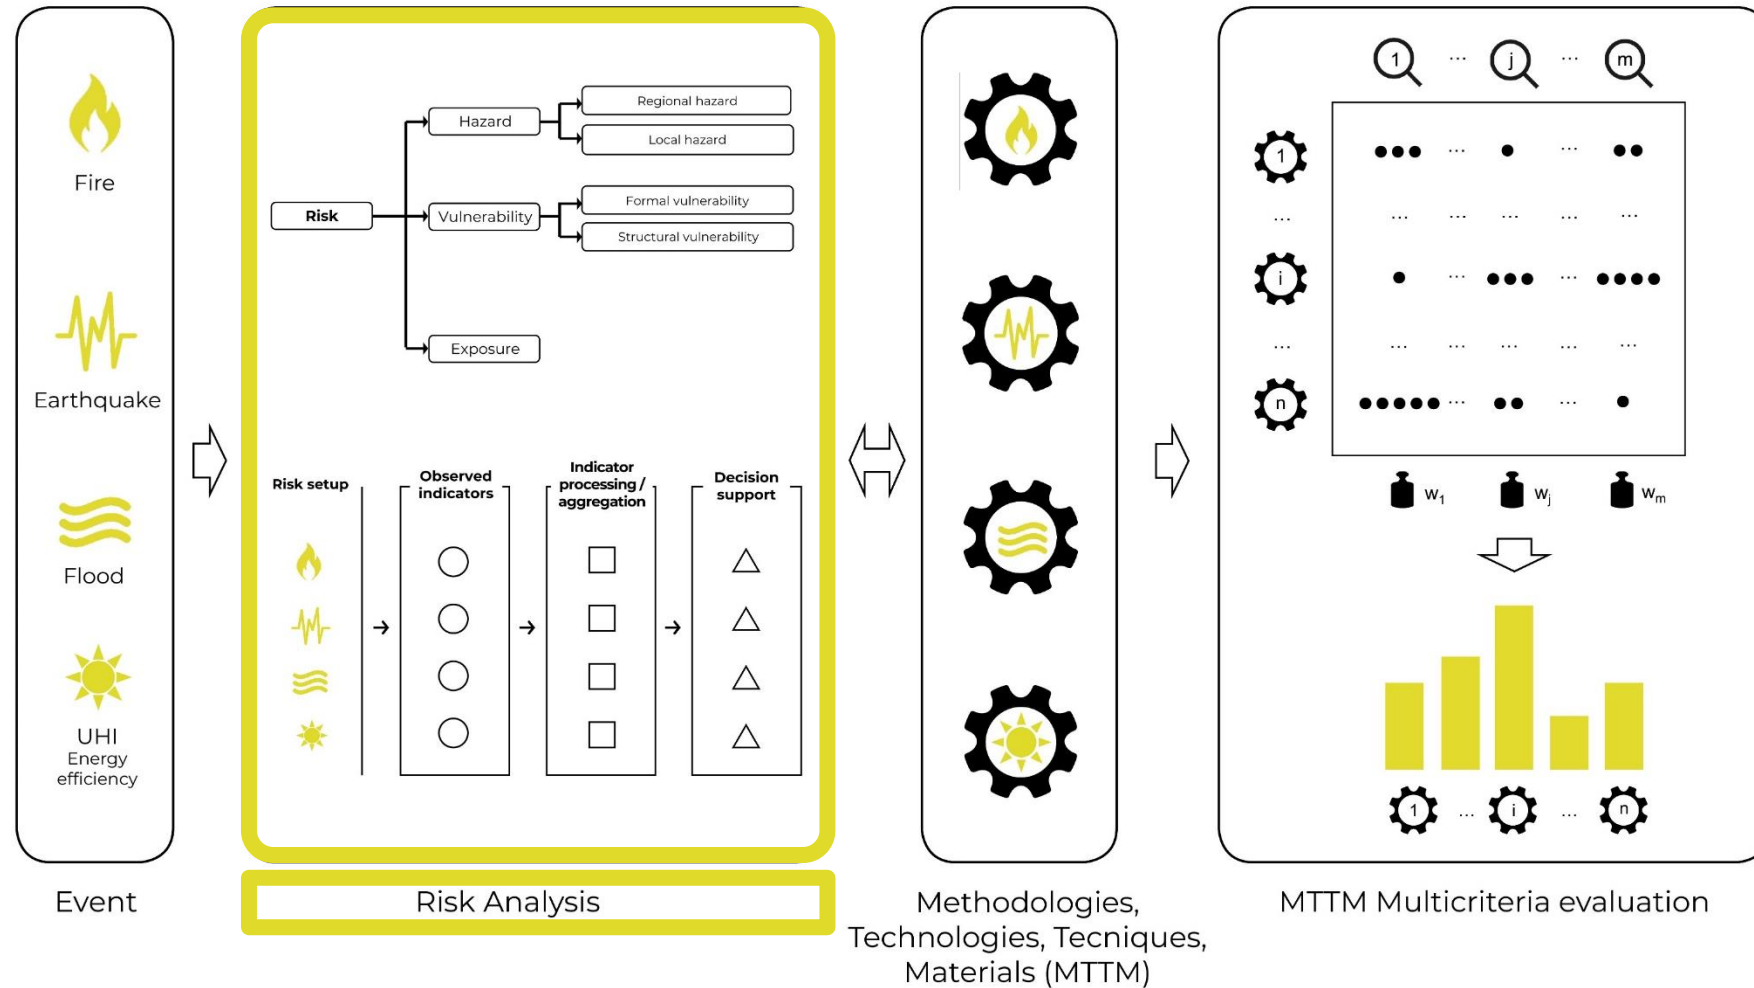 Fire
Earthquake
Flood
UHI
Energy
efficiency
Event
Risk
Hazard
Regional hazard
Local hazard
Vulnerability
Formal vulnerability
Structural vulnerability
Exposure
Risk setup
Observed
indicators
Indicator
processing /
aggregation
Decision
support
Risk Analysis
Methodologies,
Technologies, Tecniques,
Materials (MTTM)
1 ... j ... m
1 ... ...
... ... ... ... ... ...
i ... ...
... ... ... ... ... ...
n ... ...
w1 wj wm
1 ... i ... n
MTTM Multicriteria evaluation